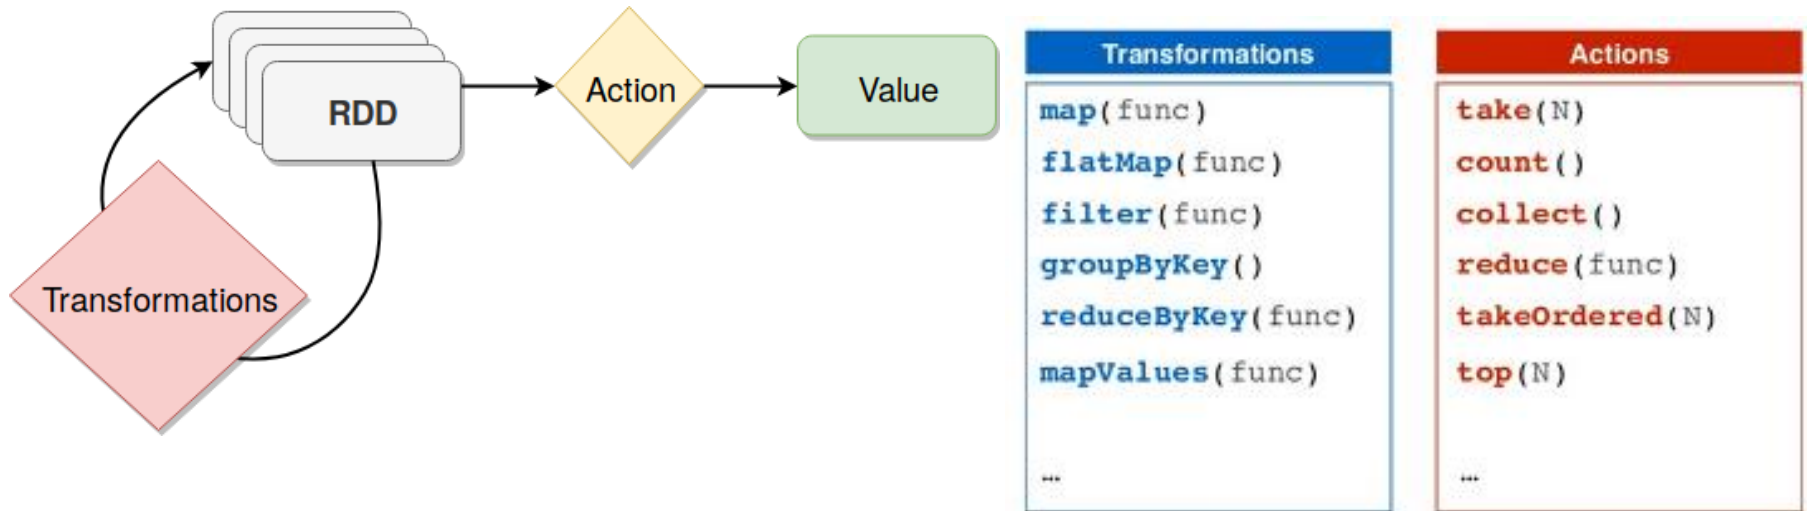 RDD
Action
Value
Transformations
Transformations
map(func)
flatMap(func)
filter(func)
groupByKey()
reduceByKey(func)
mapValues(func)
...
Actions
take(N)
count()
collect()
reduce(func)
takeOrdered(N)
top(N)
...